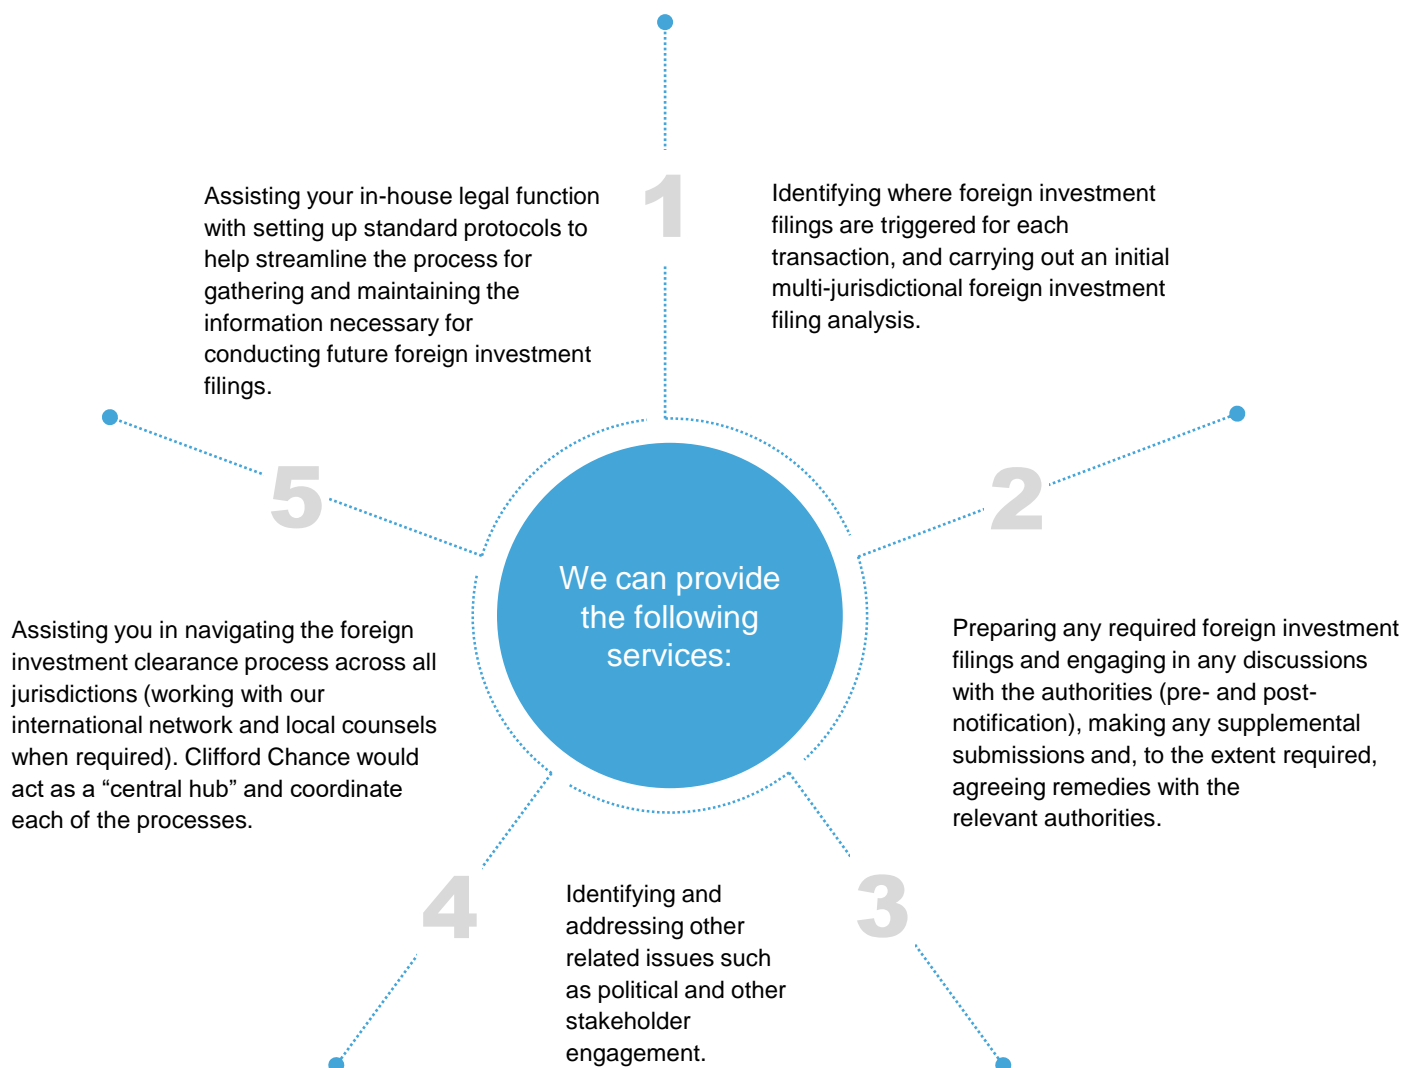 We can provide
the following
services:
1
Identifying where foreign investment
filings are triggered for each
transaction, and carrying out an initial
multi-jurisdictional foreign investment
filing analysis.
2
Preparing any required foreign investment
filings and engaging in any discussions
with the authorities (pre- and post-
notification), making any supplemental
submissions and, to the extent required,
agreeing remedies with the
relevant authorities.
3
Identifying and
addressing other
related issues such
as political and other
stakeholder
engagement.
4
Assisting you in navigating the foreign
investment clearance process across all
jurisdictions (working with our
international network and local counsels
when required). Clifford Chance would
act as a “central hub” and coordinate
each of the processes.
5
Assisting your in-house legal function
with setting up standard protocols to
help streamline the process for
gathering and maintaining the
information necessary for
conducting future foreign investment
filings.